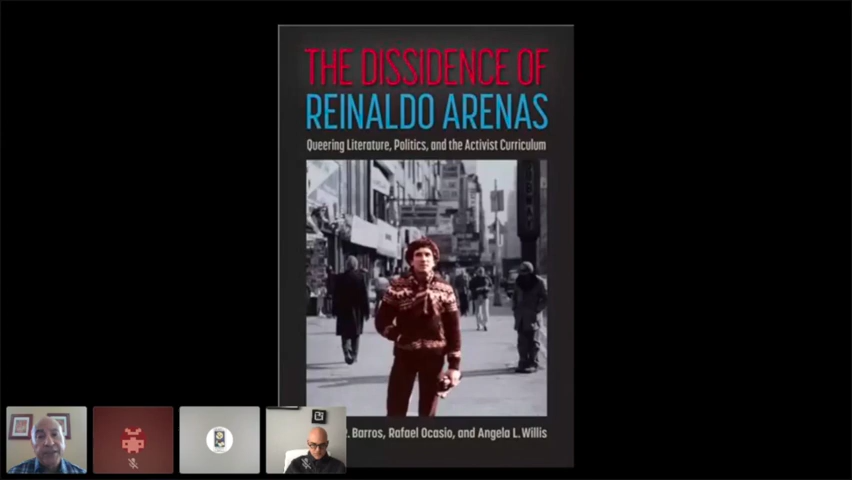 THE DISSIDENCE OF
REINALDO ARENAS
Queering Literature, Politics, and the Activist Curriculum
Barros, Rafael Ocasio, and Angela L. Willis